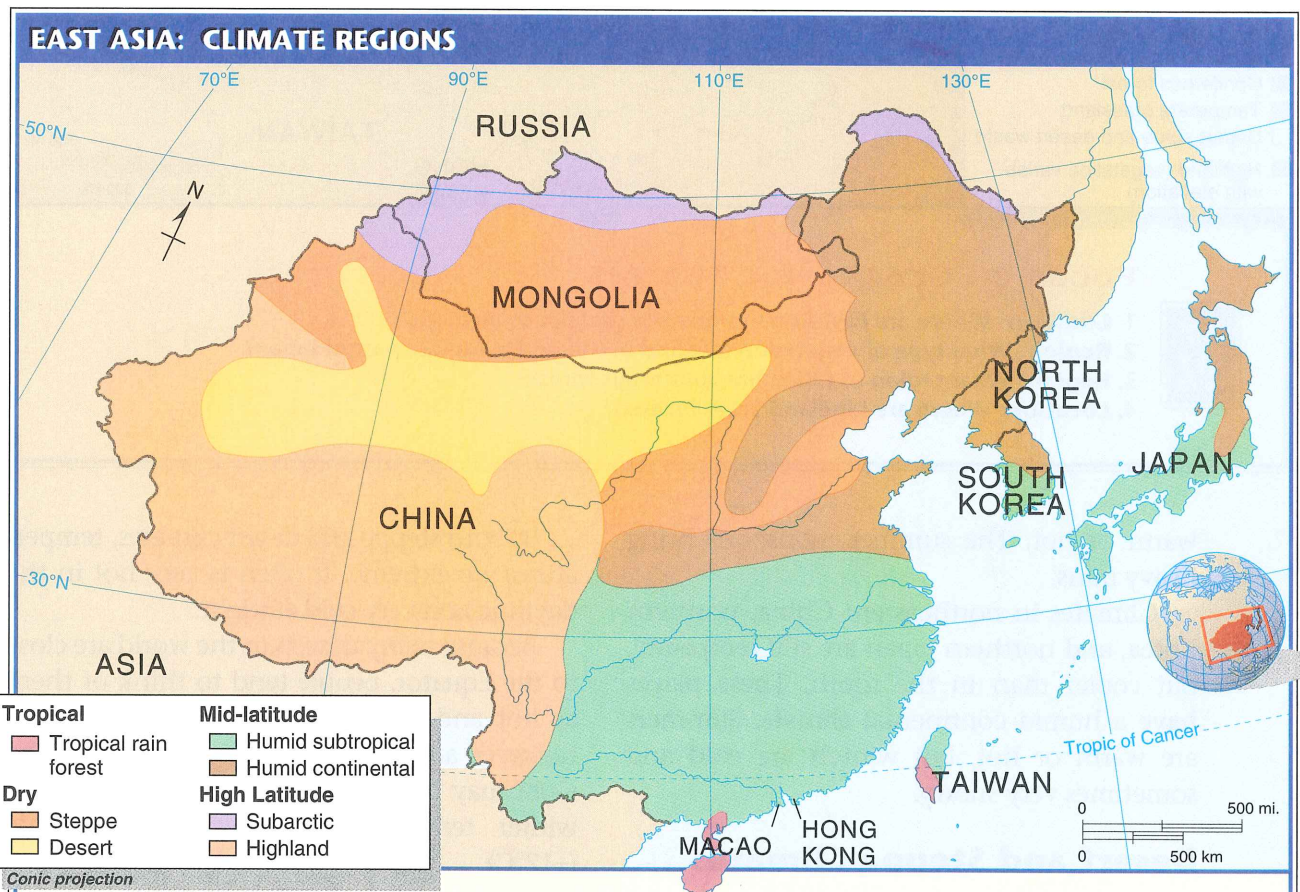 EAST ASIA: CLIMATE REGIONS
70°E
90°E
110°E
130°E
50°N
RUSSIA
N
MONGOLIA
NORTH
KOREA
JAPAN
SOUTH
KOREA
CHINA
30°N
ASIA
Tropic of Cancer
TAIWAN
HONG
KONG
MACAO
Tropical
Tropical rain
forest
Dry
Steppe
Desert
Mid-latitude
Humid subtropical
Humid continental
High Latitude
Subarctic
Highland
0 500 mi.
0 500 km
Conic projection